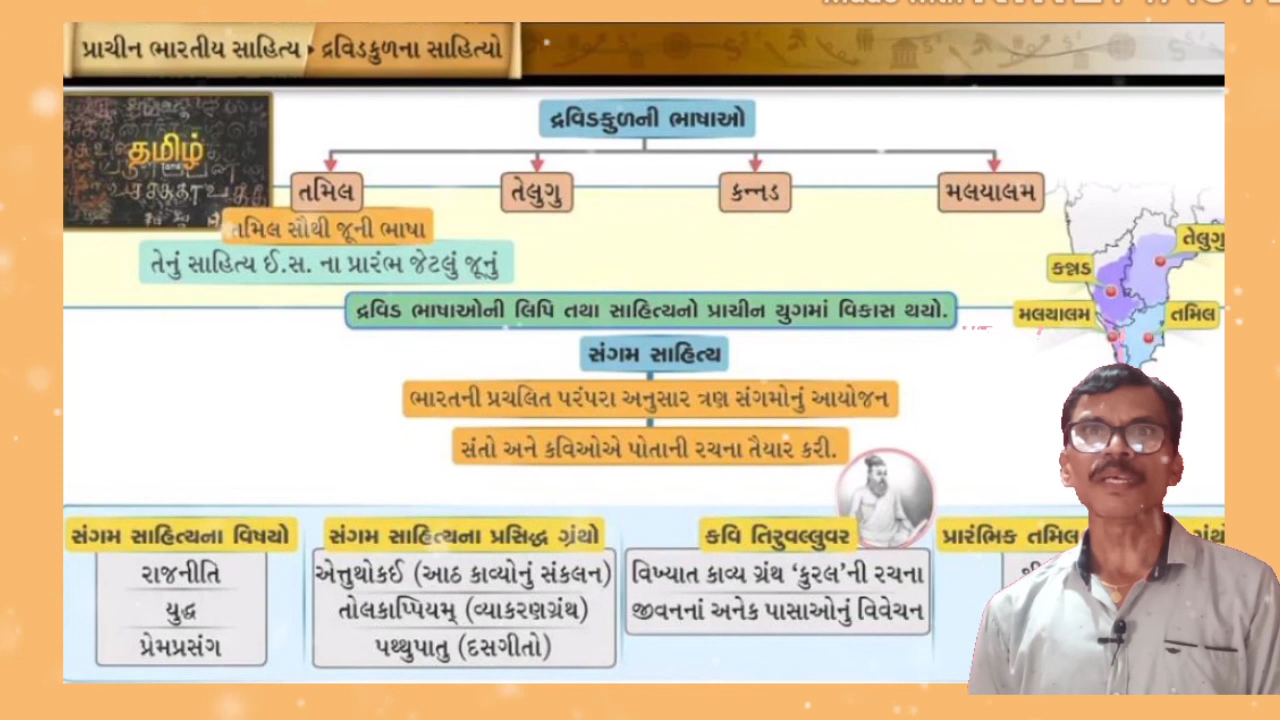 પ્રાચીન ભારતીય સાહિત્ય ▸ દ્રવિડકુળના સાહિત્યો
દ્રવિડકુળની ભાષાઓ
தமிழ்
તમિલ
તેલુગુ
કન્નડ
મલયાલમ
તમિલ સૌથી જૂની ભાષા
તેનું સાહિત્ય ઈ.સ. ના પ્રારંભ જેટલું જૂનું
તેલુગુ
કન્નડ
મલયાલમ
તમિલ
દ્રવિડ ભાષાઓની લિપિ તથા સાહિત્યનો પ્રાચીન યુગમાં વિકાસ થયો.
સંગમ સાહિત્ય
ભારતની પ્રચલિત પરંપરા અનુસાર ત્રણ સંગમોનું આયોજન
સંતો અને કવિઓએ પોતાની રચના તૈયાર કરી.
સંગમ સાહિત્યના વિષયો
રાજનીતિ
યુદ્ધ
પ્રેમપ્રસંગ
સંગમ સાહિત્યના પ્રસિદ્ધ ગ્રંથો
એત્તુથોકઈ (આઠ કાવ્યોનું સંકલન)
તોલકાપ્પિયમ્ (વ્યાકરણગ્રંથ)
પથ્થુપાતુ (દસગીતો)
કવિ તિરુવલ્લુવર
વિખ્યાત કાવ્ય ગ્રંથ ‘કુરલ’ની રચના
જીવનનાં અનેક પાસાઓનું વિવેચન
પ્રારંભિક તમિલ